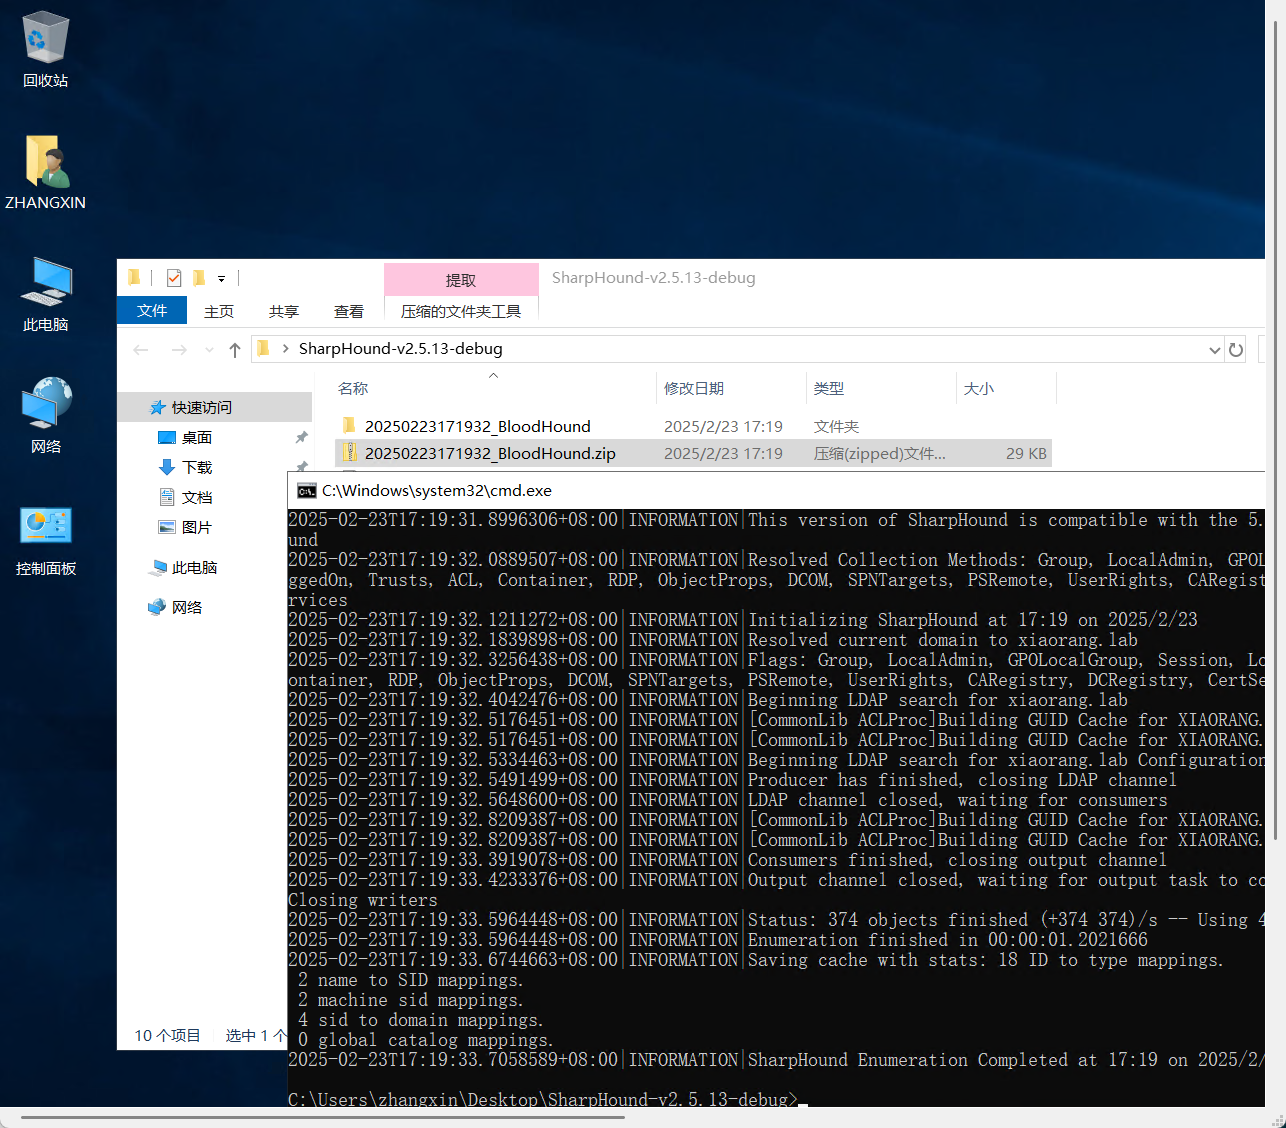 回收站
ZHANGXIN
此电脑
网络
控制面板
提取
SharpHound-v2.5.13-debug
文件
主页
共享
查看
压缩的文件夹工具
SharpHound-v2.5.13-debug
名称
修改日期
类型
大小
快速访问
桌面
下载
文档
图片
此电脑
网络
20250223171932_BloodHound 2025/2/23 17:19 文件夹
20250223171932_BloodHound.zip 2025/2/23 17:19 压缩(zipped)文件... 29 KB
10 个项目
选中 1 个
C:\Windows\system32\cmd.exe
2025-02-23T17:19:31.8996306+08:00|INFORMATION|This version of SharpHound is compatible with the 5.
und
2025-02-23T17:19:32.0889507+08:00|INFORMATION|Resolved Collection Methods: Group, LocalAdmin, GPOL
ggedOn, Trusts, ACL, Container, RDP, ObjectProps, DCOM, SPNTargets, PSRemote, UserRights, CARegist
rvices
2025-02-23T17:19:32.1211272+08:00|INFORMATION|Initializing SharpHound at 17:19 on 2025/2/23
2025-02-23T17:19:32.1839898+08:00|INFORMATION|Resolved current domain to xiaorang.lab
2025-02-23T17:19:32.3256438+08:00|INFORMATION|Flags: Group, LocalAdmin, GPOLocalGroup, Session, Lo
ontainer, RDP, ObjectProps, DCOM, SPNTargets, PSRemote, UserRights, CARegistry, DCRegistry, CertSe
2025-02-23T17:19:32.4042476+08:00|INFORMATION|Beginning LDAP search for xiaorang.lab
2025-02-23T17:19:32.5176451+08:00|INFORMATION|[CommonLib ACLProc]Building GUID Cache for XIAORANG.
2025-02-23T17:19:32.5176451+08:00|INFORMATION|[CommonLib ACLProc]Building GUID Cache for XIAORANG.
2025-02-23T17:19:32.5334463+08:00|INFORMATION|Beginning LDAP search for xiaorang.lab Configuration
2025-02-23T17:19:32.5491499+08:00|INFORMATION|Producer has finished, closing LDAP channel
2025-02-23T17:19:32.5648600+08:00|INFORMATION|LDAP channel closed, waiting for consumers
2025-02-23T17:19:32.8209387+08:00|INFORMATION|[CommonLib ACLProc]Building GUID Cache for XIAORANG.
2025-02-23T17:19:32.8209387+08:00|INFORMATION|[CommonLib ACLProc]Building GUID Cache for XIAORANG.
2025-02-23T17:19:33.3919078+08:00|INFORMATION|Consumers finished, closing output channel
2025-02-23T17:19:33.4233376+08:00|INFORMATION|Output channel closed, waiting for output task to co
Closing writers
2025-02-23T17:19:33.5964448+08:00|INFORMATION|Status: 374 objects finished (+374 374)/s -- Using 4
2025-02-23T17:19:33.5964448+08:00|INFORMATION|Enumeration finished in 00:00:01.2021666
2025-02-23T17:19:33.6744663+08:00|INFORMATION|Saving cache with stats: 18 ID to type mappings.
2 name to SID mappings.
2 machine sid mappings.
4 sid to domain mappings.
0 global catalog mappings.
2025-02-23T17:19:33.7058589+08:00|INFORMATION|SharpHound Enumeration Completed at 17:19 on 2025/2/
C:\Users\zhangxin\Desktop\SharpHound-v2.5.13-debug>